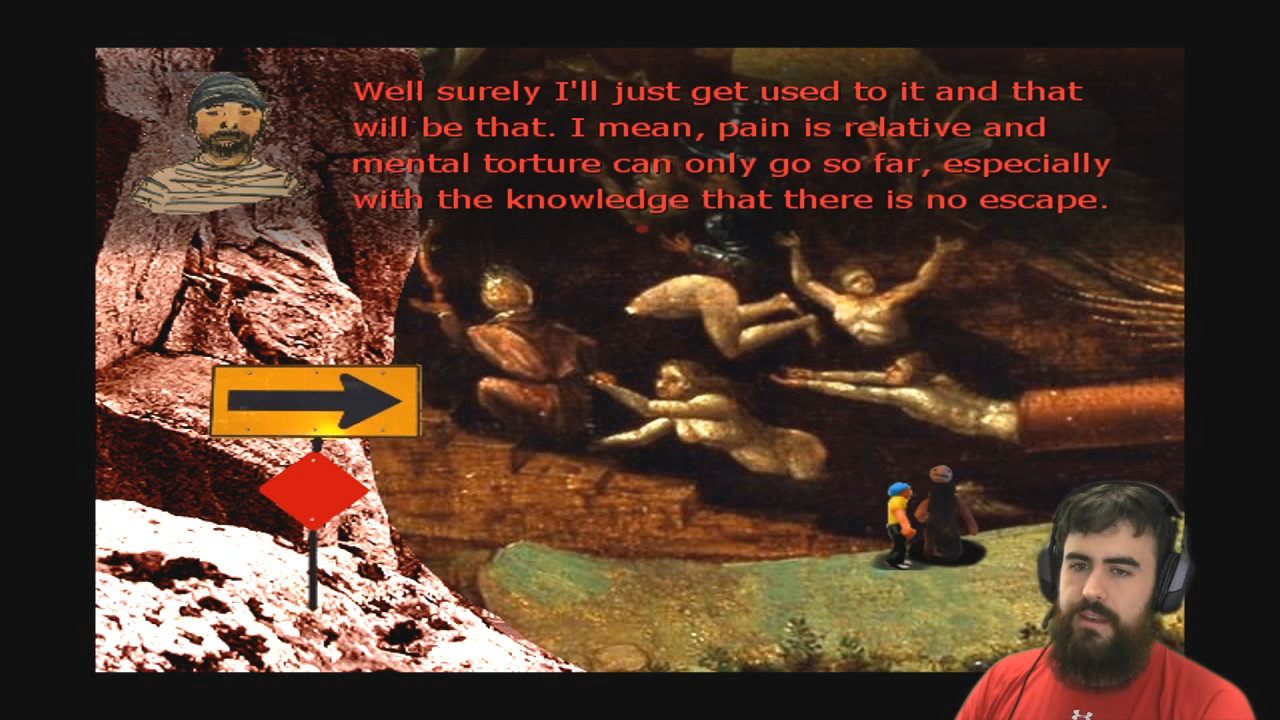 Well surely I'll just get used to it and that
will be that. I mean, pain is relative and
mental torture can only go so far, especially
with the knowledge that there is no escape.